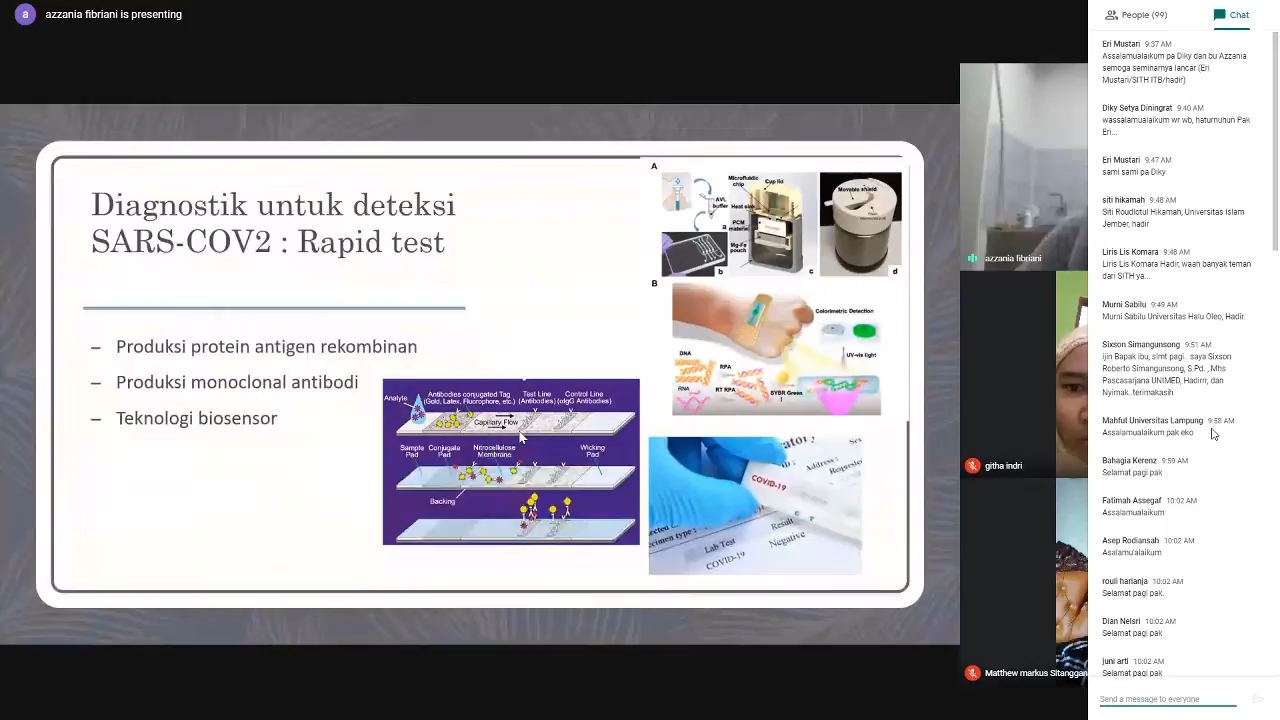 a azzania fibriani is presenting
People (99)
Chat
Diagnostik untuk deteksi
SARS-COV2 : Rapid test
– Produksi protein antigen rekombinan
– Produksi monoclonal antibodi
– Teknologi biosensor
Analyte
Antibodies conjugated Tag
(Gold, Latex, Fluorophore, etc.)
Test Line
(Antibodies)
Control Line
(αIgG Antibodies)
Capillary Flow
Sample
Pad
Conjugate
Pad
Nitrocellulose
Membrane
Wicking
Pad
Backing
A
Microfluidic
chip
Cup lid
AVL
buffer
Heat sink
PCM
material
Mg-Fe
pouch
Movable shield
a
b
c
d
B
Colorimetric Detection
UV-vis light
DNA
RPA
RNA
RT RPA
SYBR Green
I
COVID-19
Address :
Result
Lab Test
Negative
COVID-19
azzania fibriani
githa indri
Matthew markus Sitanggan
Eri Mustari 9:37 AM
Assalamualaikum pa Diky dan bu Azzania
semoga seminarnya lancar (Eri
Mustari/SITH ITB/hadir)
Diky Setya Diningrat 9:40 AM
wassalamualaikum wr wb, haturnuhun Pak
Eri...
Eri Mustari 9:47 AM
sami sami pa Diky
siti hikamah 9:48 AM
Siti Roudlotul Hikamah, Universitas Islam
Jember, hadir
Liris Lis Komara 9:48 AM
Liris Lis Komara Hadir, waah banyak teman
dari SITH ya...
Murni Sabilu 9:49 AM
Murni Sabilu Universitas Halu Oleo, Hadir.
Sixson Simangunsong 9:51 AM
ijin Bapak ibu, slmt pagi.. saya Sixson
Roberto Simangunsong, S.Pd., Mhs
Pascasarjana UNIMED, Hadirrr, dan
Nyimak..terimakasih
Mahfut Universitas Lampung 9:58 AM
Assalamualaikum pak eko
Bahagia Kerenz 9:59 AM
Selamat pagi pak
Fatimah Assegaf 10:02 AM
Assalamualaikum
Asep Rodiansah 10:02 AM
Asalamu'alaikum
rouli harianja 10:02 AM
Selamat pagi pak.
Dian Neisri 10:02 AM
Selamat pagi pak
juni arti 10:02 AM
Selamat pagi pak
Send a message to everyone